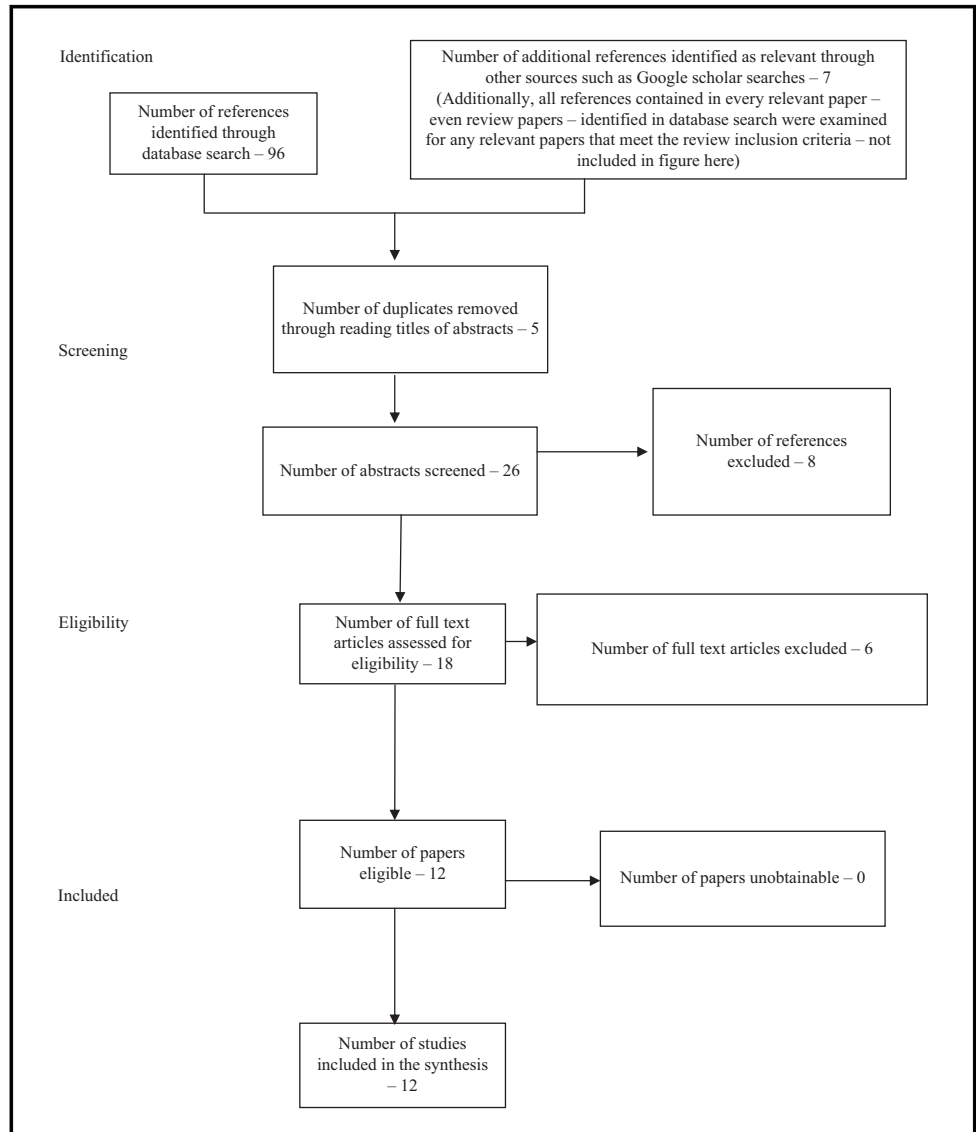 Identification
Number of references
identified through
database search – 96
Number of additional references identified as relevant through
other sources such as Google scholar searches – 7
(Additionally, all references contained in every relevant paper –
even review papers – identified in database search were examined
for any relevant papers that meet the review inclusion criteria – not
included in figure here)
Number of duplicates removed
through reading titles of abstracts – 5
Screening
Number of abstracts screened – 26
Number of references
excluded – 8
Eligibility
Number of full text
articles assessed for
eligibility – 18
Number of full text articles excluded – 6
Included
Number of papers
eligible – 12
Number of papers unobtainable – 0
Number of studies
included in the synthesis
– 12